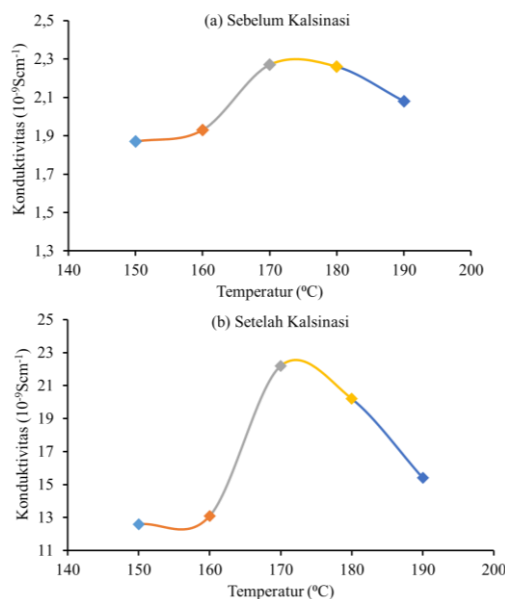 (a) Sebelum Kalsinasi
Konduktivitas (10⁻⁹Scm⁻¹)
2,5
2,3
2,1
1,9
1,7
1,5
1,3
140 150 160 170 180 190 200
Temperatur (ºC)
(b) Setelah Kalsinasi
Konduktivitas (10⁻⁹Scm⁻¹)
25
23
21
19
17
15
13
11
140 150 160 170 180 190 200
Temperatur (ºC)